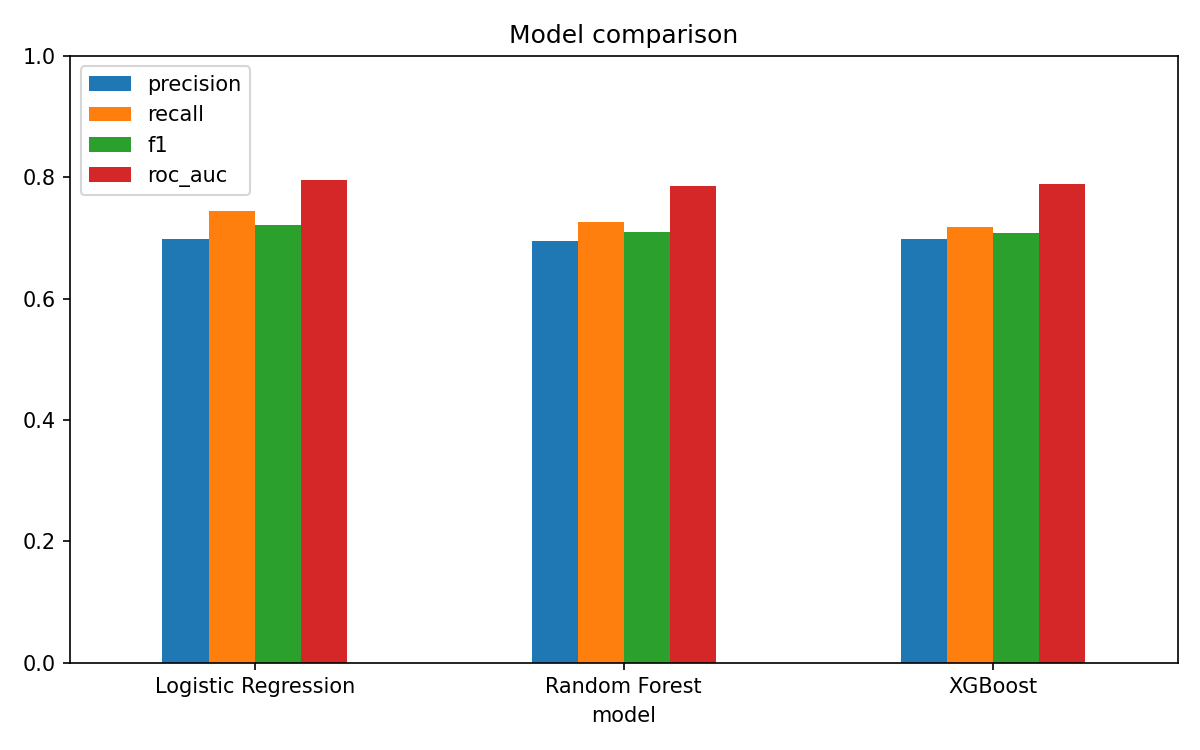 Model comparison
1.0
0.8
0.6
0.4
0.2
0.0
precision
recall
f1
roc_auc
Logistic Regression
Random Forest
XGBoost
model